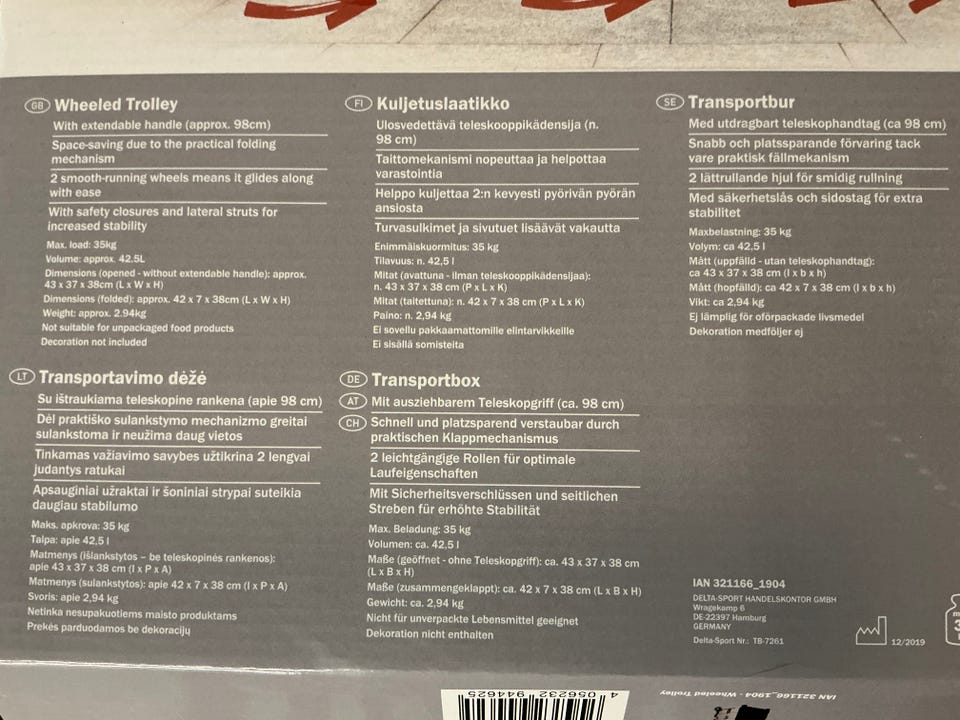 GB Wheeled Trolley
With extendable handle (approx. 98cm)
Space-saving due to the practical folding
mechanism
2 smooth-running wheels means it glides along
with ease
With safety closures and lateral struts for
increased stability
Max. load: 35kg
Volume: approx. 42.5L
Dimensions (opened - without extendable handle): approx.
43 x 37 x 38cm (L x W x H)
Dimensions (folded): approx. 42 x 7 x 38cm (L x W x H)
Weight: approx. 2.94kg
Not suitable for unpackaged food products
Decoration not included
FI Kuljetuslaatikko
Ulosvedettävä teleskooppikädensija (n.
98 cm)
Taittomekanismi nopeuttaa ja helpottaa
varastointia
Helppo kuljettaa 2:n kevyesti pyörivän pyörän
ansiosta
Turvasulkimet ja sivutuet lisäävät vakautta
Enimmäiskuormitus: 35 kg
Tilavuus: n. 42,5 l
Mitat (avattuna - ilman teleskooppikädensijaa):
n. 43 x 37 x 38 cm (P x L x K)
Mitat (taitettuna): n. 42 x 7 x 38 cm (P x L x K)
Paino: n. 2,94 kg
Ei sovellu pakkaamattomille elintarvikkeille
Ei sisällä somisteita
SE Transportbur
Med utdragbart teleskophandtag (ca 98 cm)
Snabb och platssparande förvaring tack
vare praktisk fällmekanism
2 lättrullande hjul för smidig rullning
Med säkerhetslås och sidostag för extra
stabilitet
Maxbelastning: 35 kg
Volym: ca 42,5 l
Mått (uppfälld - utan teleskophandtag):
ca 43 x 37 x 38 cm (l x b x h)
Mått (hopfälld): ca 42 x 7 x 38 cm (l x b x h)
Vikt: ca 2,94 kg
Ej lämplig för oförpackade livsmedel
Dekoration medföljer ej
LT Transportavimo dėžė
Su ištraukiama teleskopine rankena (apie 98 cm)
Dėl praktiško sulankstymo mechanizmo greitai
sulankstoma ir neužima daug vietos
Tinkamas važiavimo savybes užtikrina 2 lengvai
judantys ratukai
Apsauginiai užraktai ir šoniniai strypai suteikia
daugiau stabilumo
Maks. apkrova: 35 kg
Talpa: apie 42,5 l
Matmenys (išlankstytos – be teleskopinės rankenos):
apie 43 x 37 x 38 cm (I x P x A)
Matmenys (sulankstytos): apie 42 x 7 x 38 cm (I x P x A)
Svoris: apie 2,94 kg
Netinka nesupakuotiems maisto produktams
Prekės parduodamos be dekoracijų
DE Transportbox
AT Mit ausziehbarem Teleskopgriff (ca. 98 cm)
CH Schnell und platzsparend verstaubar durch
praktischen Klappmechanismus
2 leichtgängige Rollen für optimale
Laufeigenschaften
Mit Sicherheitsverschlüssen und seitlichen
Streben für erhöhte Stabilität
Max. Beladung: 35 kg
Volumen: ca. 42,5 l
Maße (geöffnet - ohne Teleskopgriff): ca. 43 x 37 x 38 cm
(L x B x H)
Maße (zusammengeklappt): ca. 42 x 7 x 38 cm (L x B x H)
Gewicht: ca. 2,94 kg
Nicht für unverpackte Lebensmittel geeignet
Dekoration nicht enthalten
IAN 321166_1904
DELTA-SPORT HANDELSKONTOR GMBH
Wragekamp 6
DE-22397 Hamburg
GERMANY
Delta-Sport Nr.: TB-7261
12/2019
4 056232 944625
IAN 321166_1904 - Wheeled Trolley